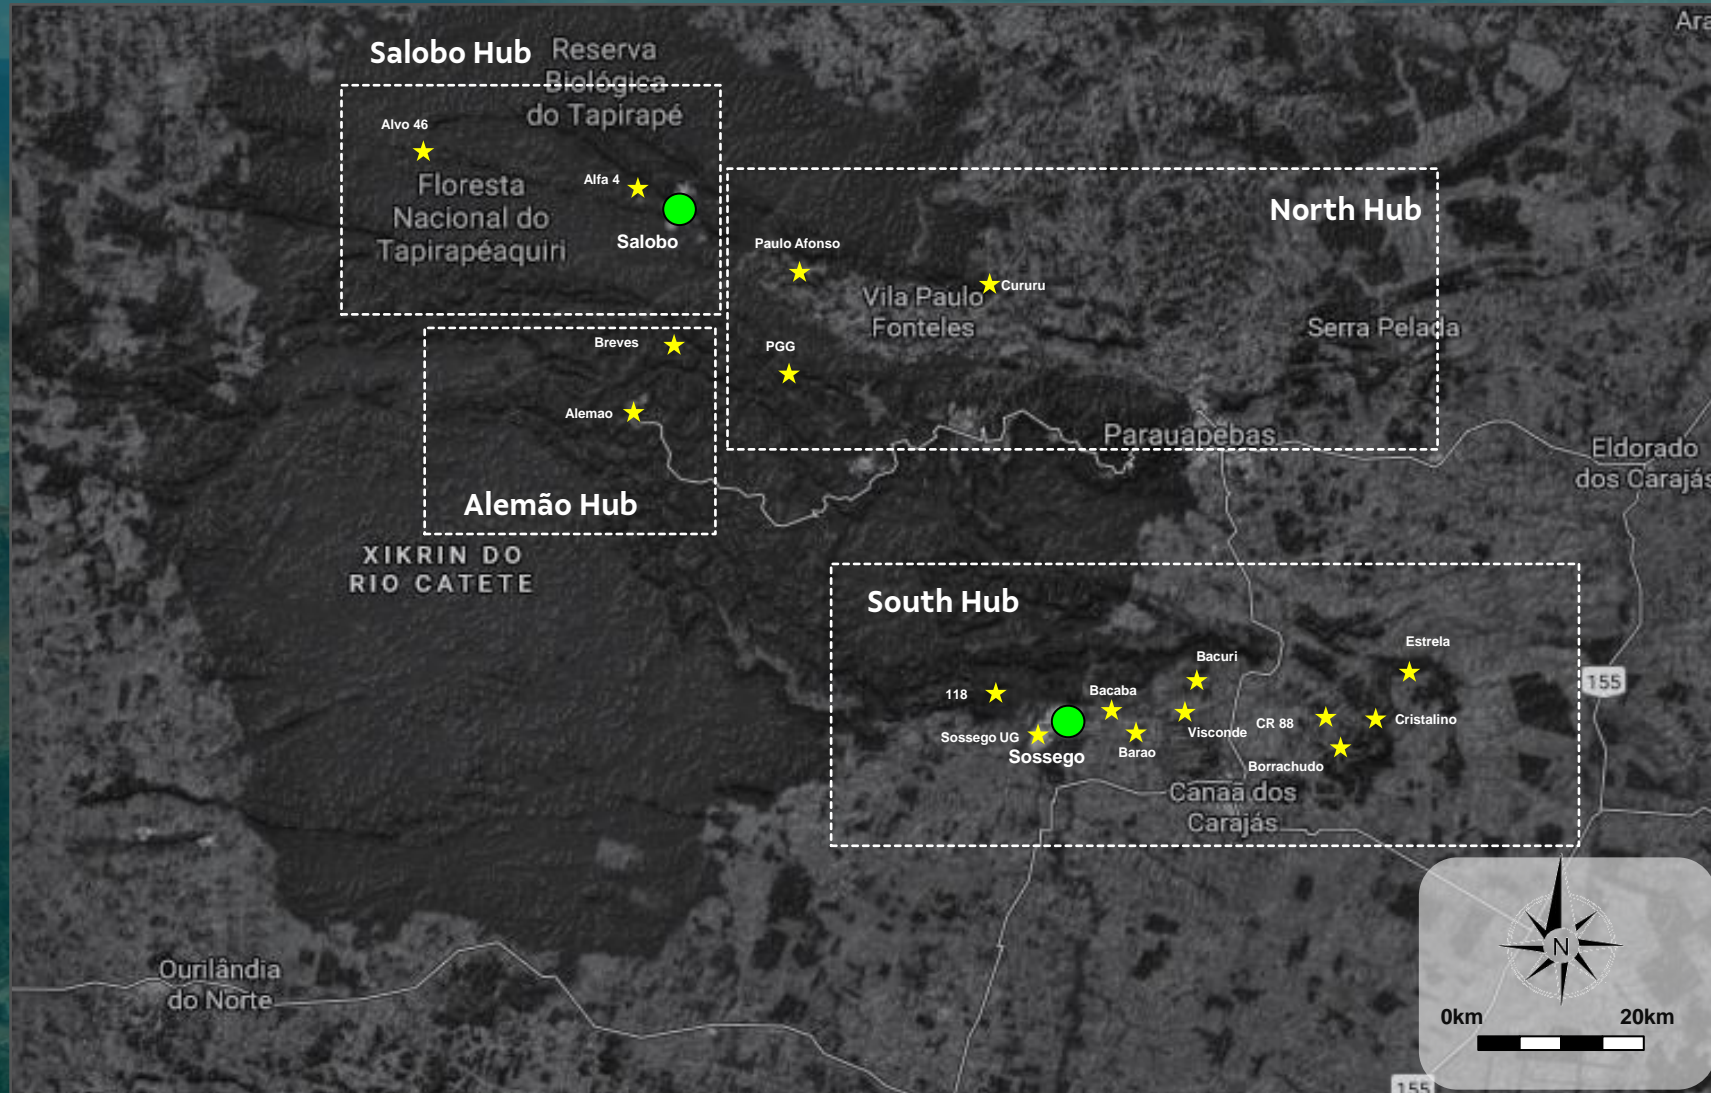 Ara
Salobo Hub
Reserva
Biológica
do Tapirapé
Alvo 46
Alfa 4
Floresta
Nacional do
Tapirapéaquiri
Salobo
North Hub
Paulo Afonso
Cururu
Vila Paulo
Fonteles
Serra Pelada
PGG
Breves
Alemao
Parauapebas
Eldorado
dos Carajás
Alemão Hub
XIKRIN DO
RIO CATETE
South Hub
Estrela
Bacuri
155
118
Bacaba
CR 88
Cristalino
Visconde
Sossego UG
Sossego
Barao
Borrachudo
Canaã dos
Carajás
N
Ourilândia
do Norte
0km 20km
155